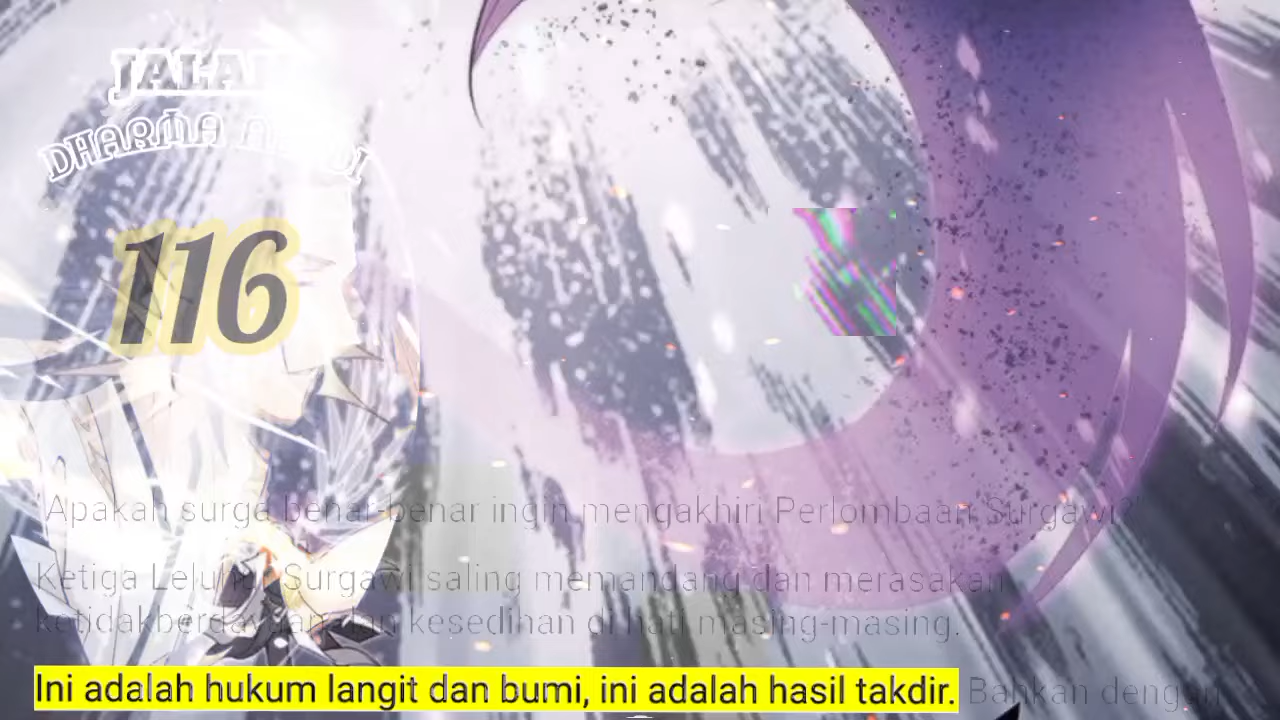 DHARMA
116
'Apakah surga benar-benar ingin mengakhiri Perlombaan Surgawi?'
Ketiga Leluhur Surgawi saling memandang dan merasakan
ketidakberdayaan dan kesedihan di hati masing-masing.
Ini adalah hukum langit dan bumi, ini adalah hasil takdir. Bahkan dengan